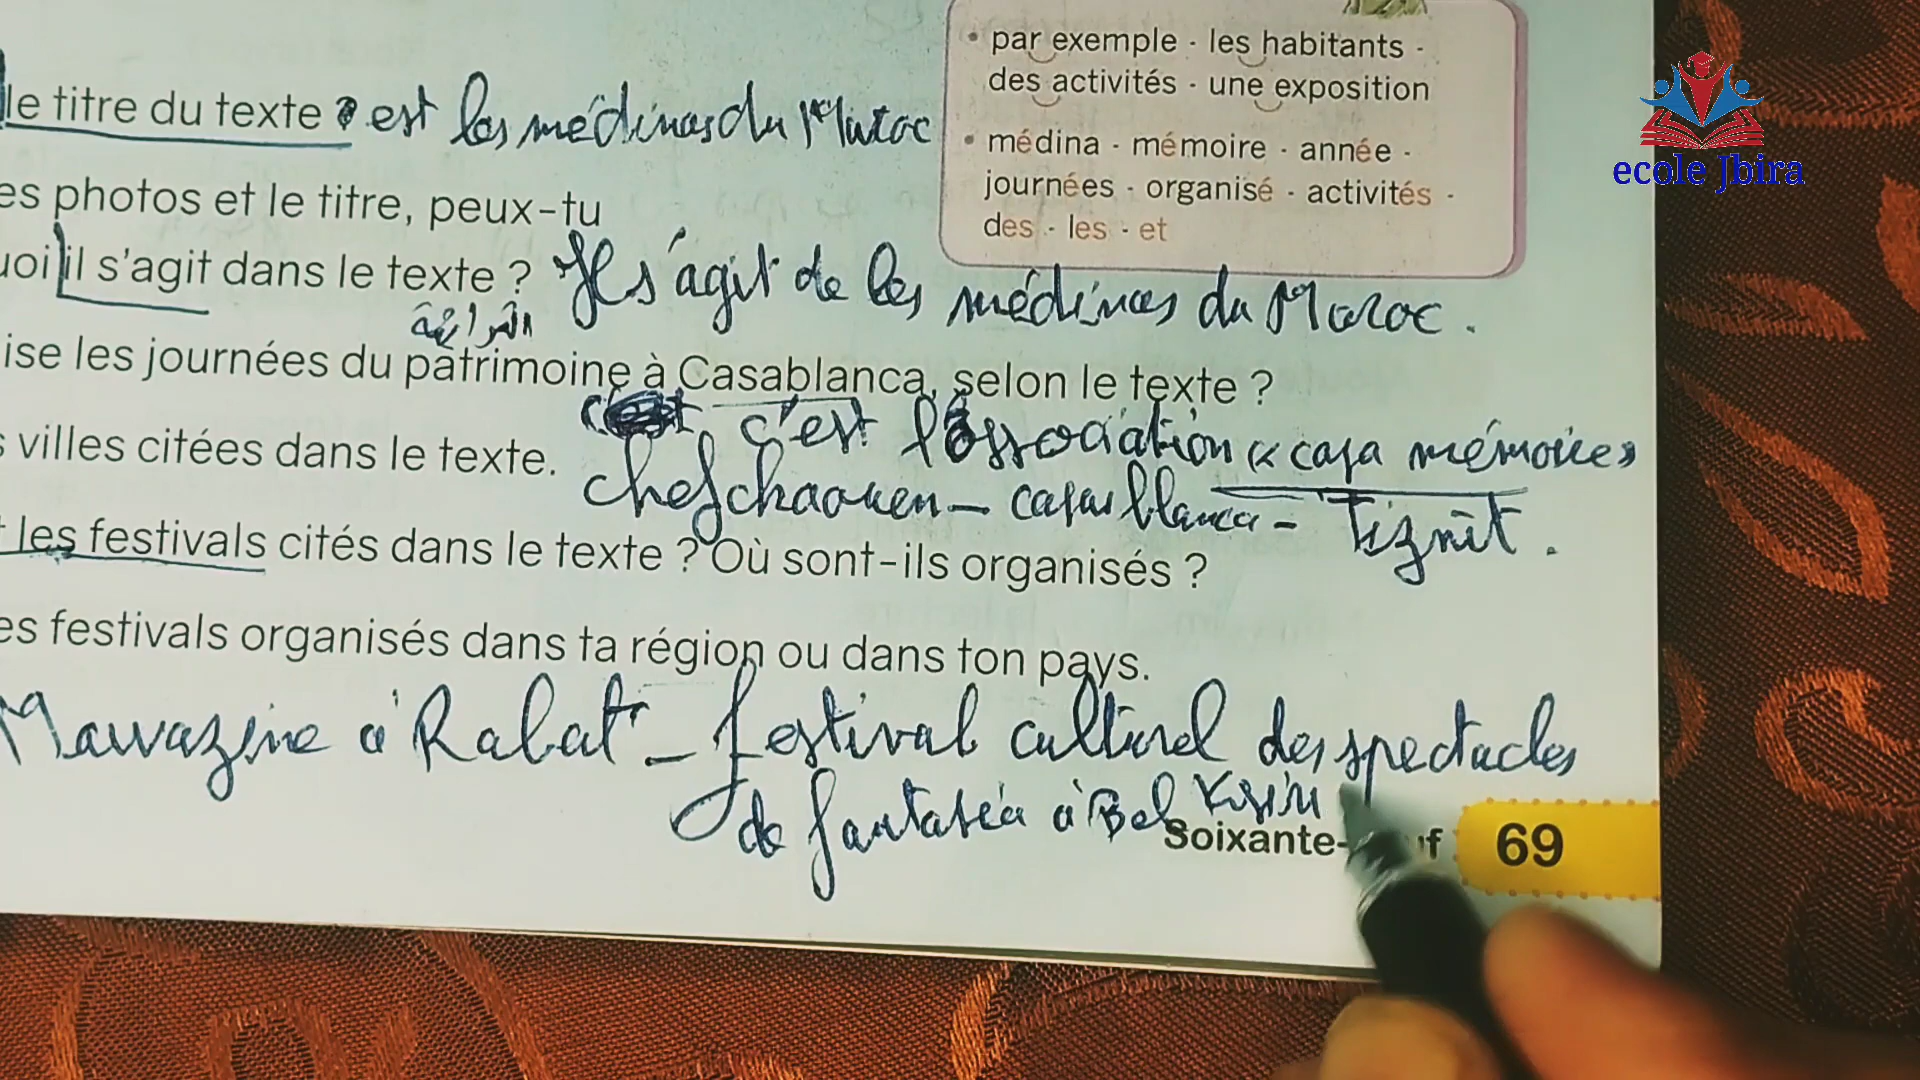 par exemple - les habitants -
des activités - une exposition
médina - mémoire - année -
journées - organisé - activités -
des - les - et
ecole Jbira
le titre du texte ? est les médinas du Maroc
es photos et le titre, peux-tu
uoi il s'agit dans le texte ? Il s'agit de les médinas du Maroc.
ise les journées du patrimoine à Casablanca, selon le texte ?
c'est c'est l'association « casa mémoire »
s villes citées dans le texte. chefchaouen - casablanca - Tiznit.
t les festivals cités dans le texte ? Où sont-ils organisés ?
es festivals organisés dans ta région ou dans ton pays.
Mawazine à Rabat - festival culturel des spectacles
de fantasia à Bel
Soixante- uf 69